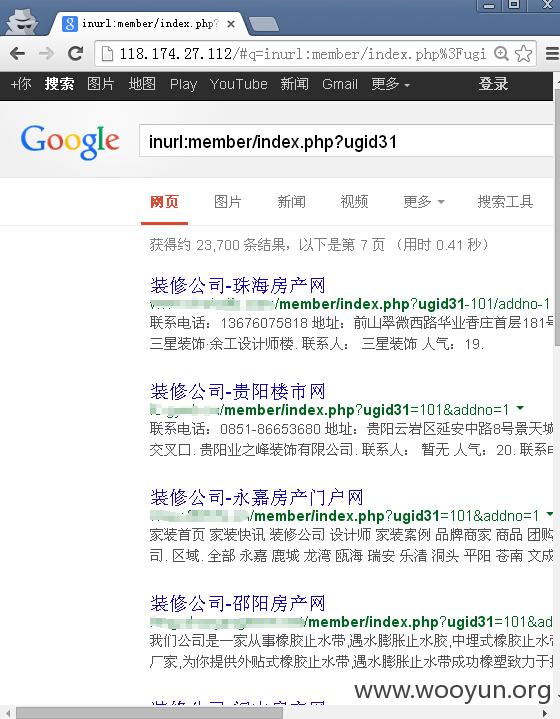 inurl:member/index.php?
118.174.27.112/#q=inurl:member/index.php%3Fugi
+你 搜索 图片 地图 Play YouTube 新闻 Gmail 更多 登录
Google inurl:member/index.php?ugid31
网页 图片 新闻 视频 更多 搜索工具
获得约 23,700 条结果，以下是第 7 页 （用时 0.41 秒）
装修公司-珠海房产网
/member/index.php?ugid31-101/addno-1
联系电话：13676075818 地址：前山翠微西路华业香庄首层181号
三星装饰·余工设计师楼. 联系人： 三星装饰 人气：19.
装修公司-贵阳楼市网
/member/index.php?ugid31=101&addno=1
联系电话：0851-86653680 地址：贵阳云岩区延安中路8号景天城
交叉口. 贵阳业之峰装饰有限公司. 联系人： 暂无 人气：20. 联系电
装修公司-永嘉房产门户网
/member/index.php?ugid31=101&addno=1
家装首页 家装快讯 装修公司 设计师 家装案例 品牌商家 商品 团购
司. 区域. 全部 永嘉 鹿城 龙湾 瓯海 瑞安 乐清 洞头 平阳 苍南 文成
装修公司-邵阳房产网
/member/index.php?ugid31=101&ad
我们公司是一家从事橡胶止水带,遇水膨胀止水胶,中埋式橡胶止水带
厂家,为你提供外贴式橡胶止水带,遇水膨胀止水带成功橡塑致力于提
www.wooyun.org